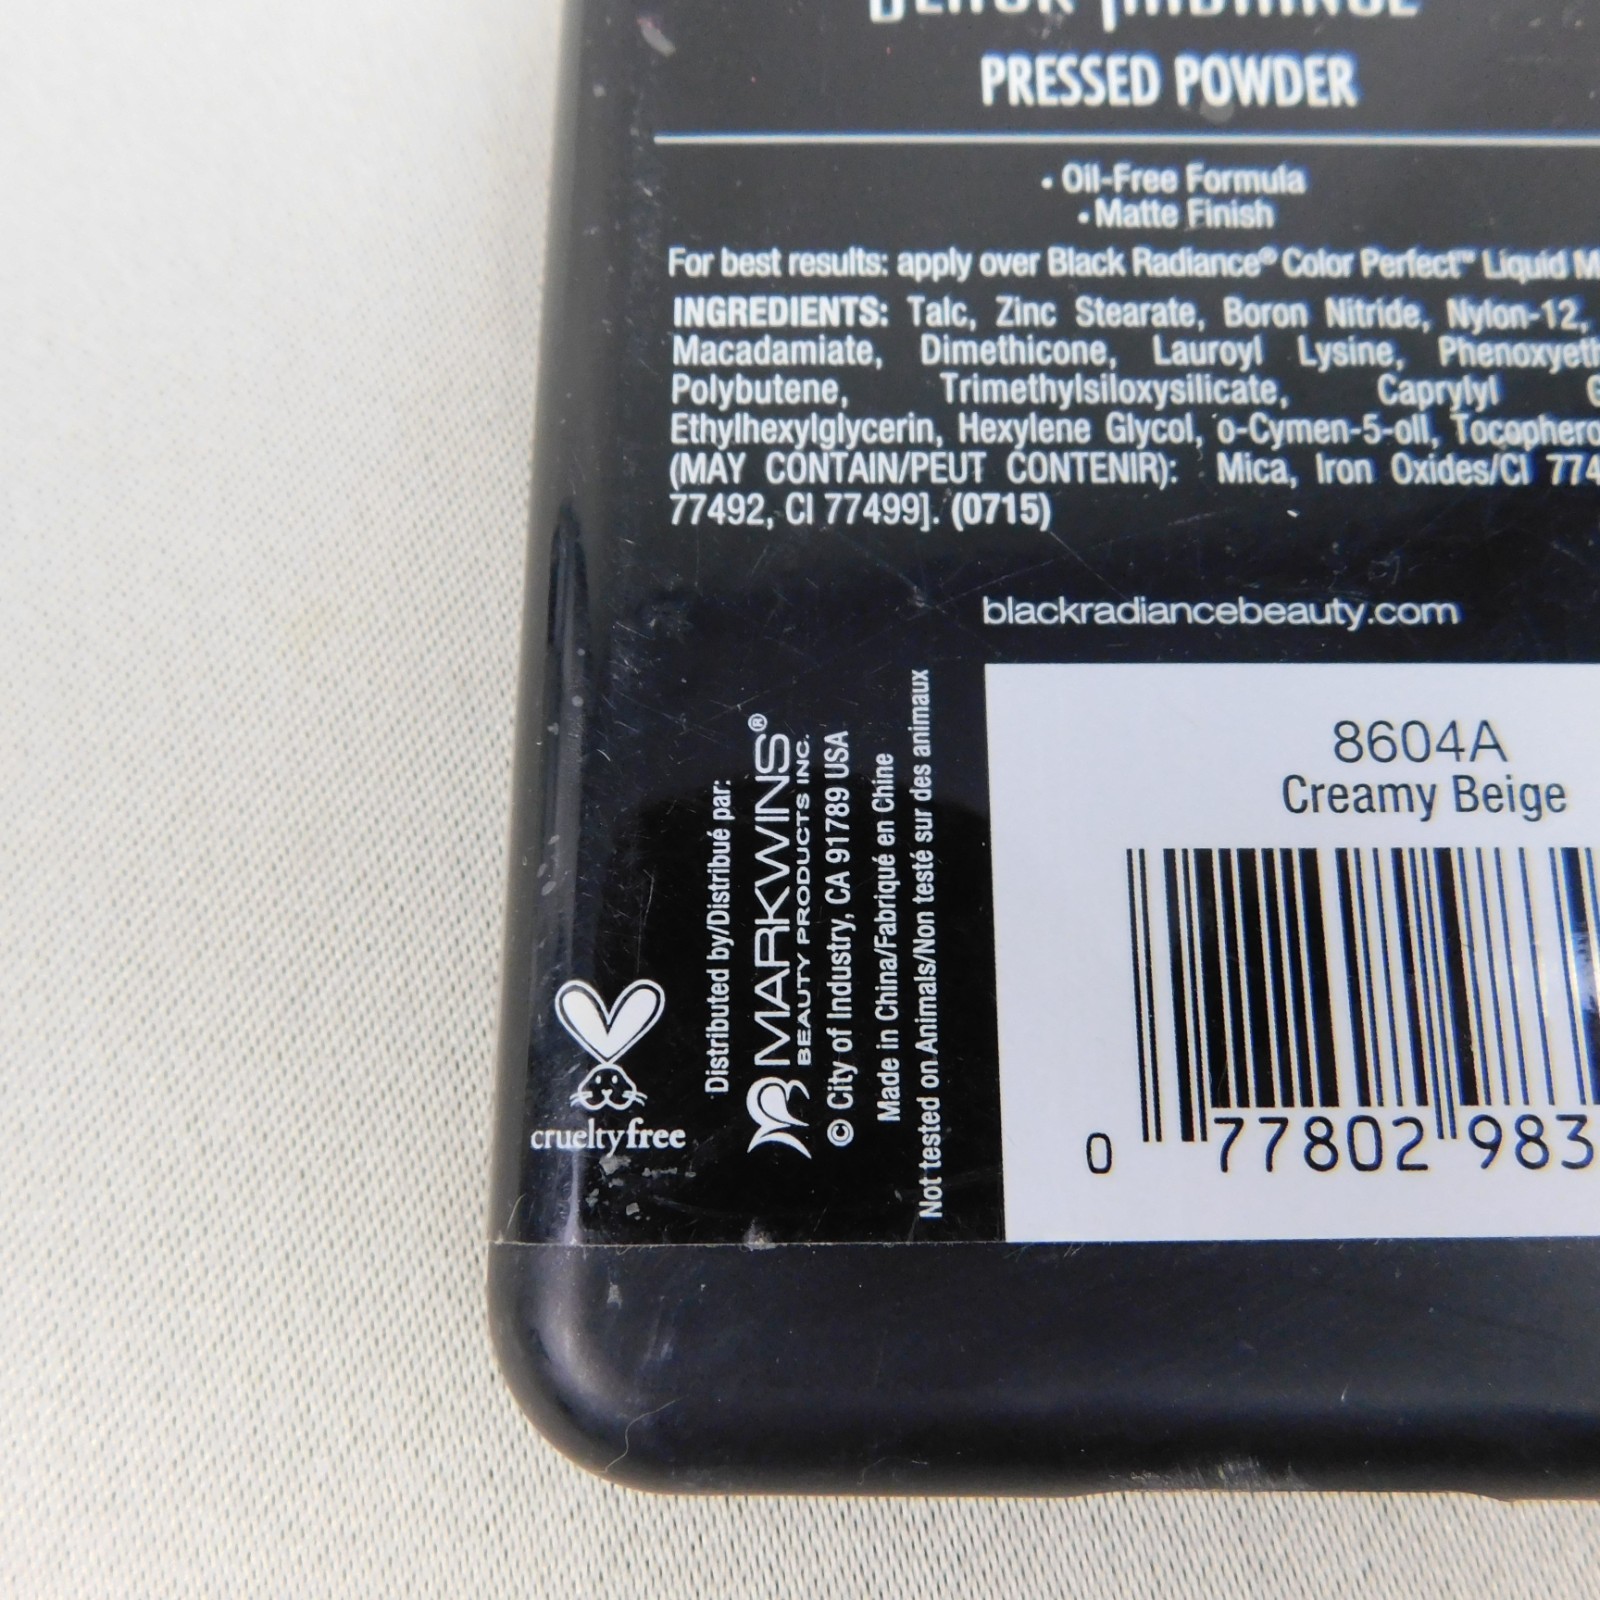 BLACK RADIANCE
PRESSED POWDER
• Oil-Free Formula
• Matte Finish
For best results: apply over Black Radiance® Color Perfect™ Liquid
INGREDIENTS: Talc, Zinc Stearate, Boron Nitride, Nylon-12,
Macadamiate, Dimethicone, Lauroyl Lysine,
Polybutene, Trimethylsiloxysilicate, Caprylyl
Ethylhexylglycerin, Hexylene Glycol, o-Cymen-5-oll,
(MAY CONTAIN/PEUT CONTENIR): Mica, Iron Oxides/CI
77492, CI 77499]. (0715)
blackradiancebeauty.com
8604A
Creamy Beige
0 77802 983
Distributed by/Distribué par:
MARKWINS®
BEAUTY PRODUCTS INC.
© City of Industry, CA 91789 USA
Made in China/Fabriqué en Chine
Not tested on Animals/Non testé sur des animaux
crueltyfree